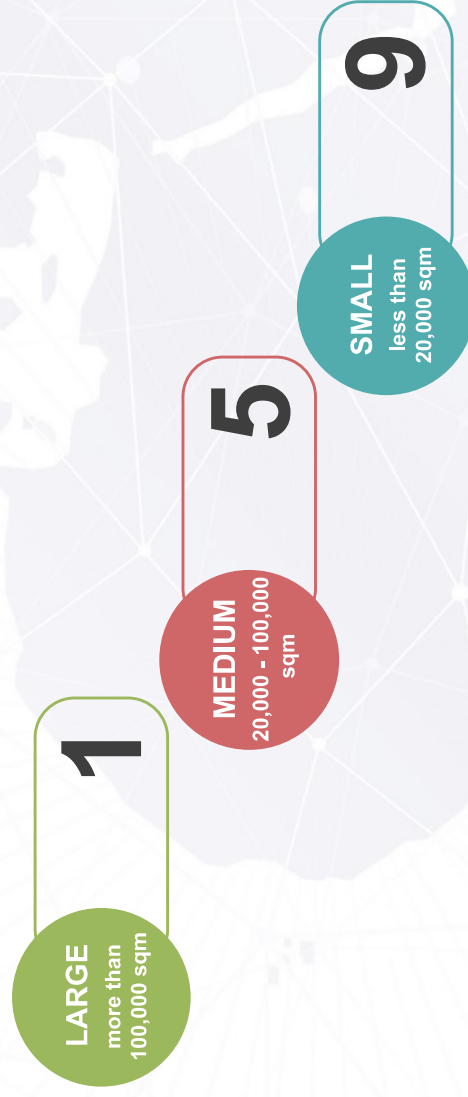 LARGE
more than
100,000 sqm
1
MEDIUM
20,000 - 100,000
sqm
5
SMALL
less than
20,000 sqm
9